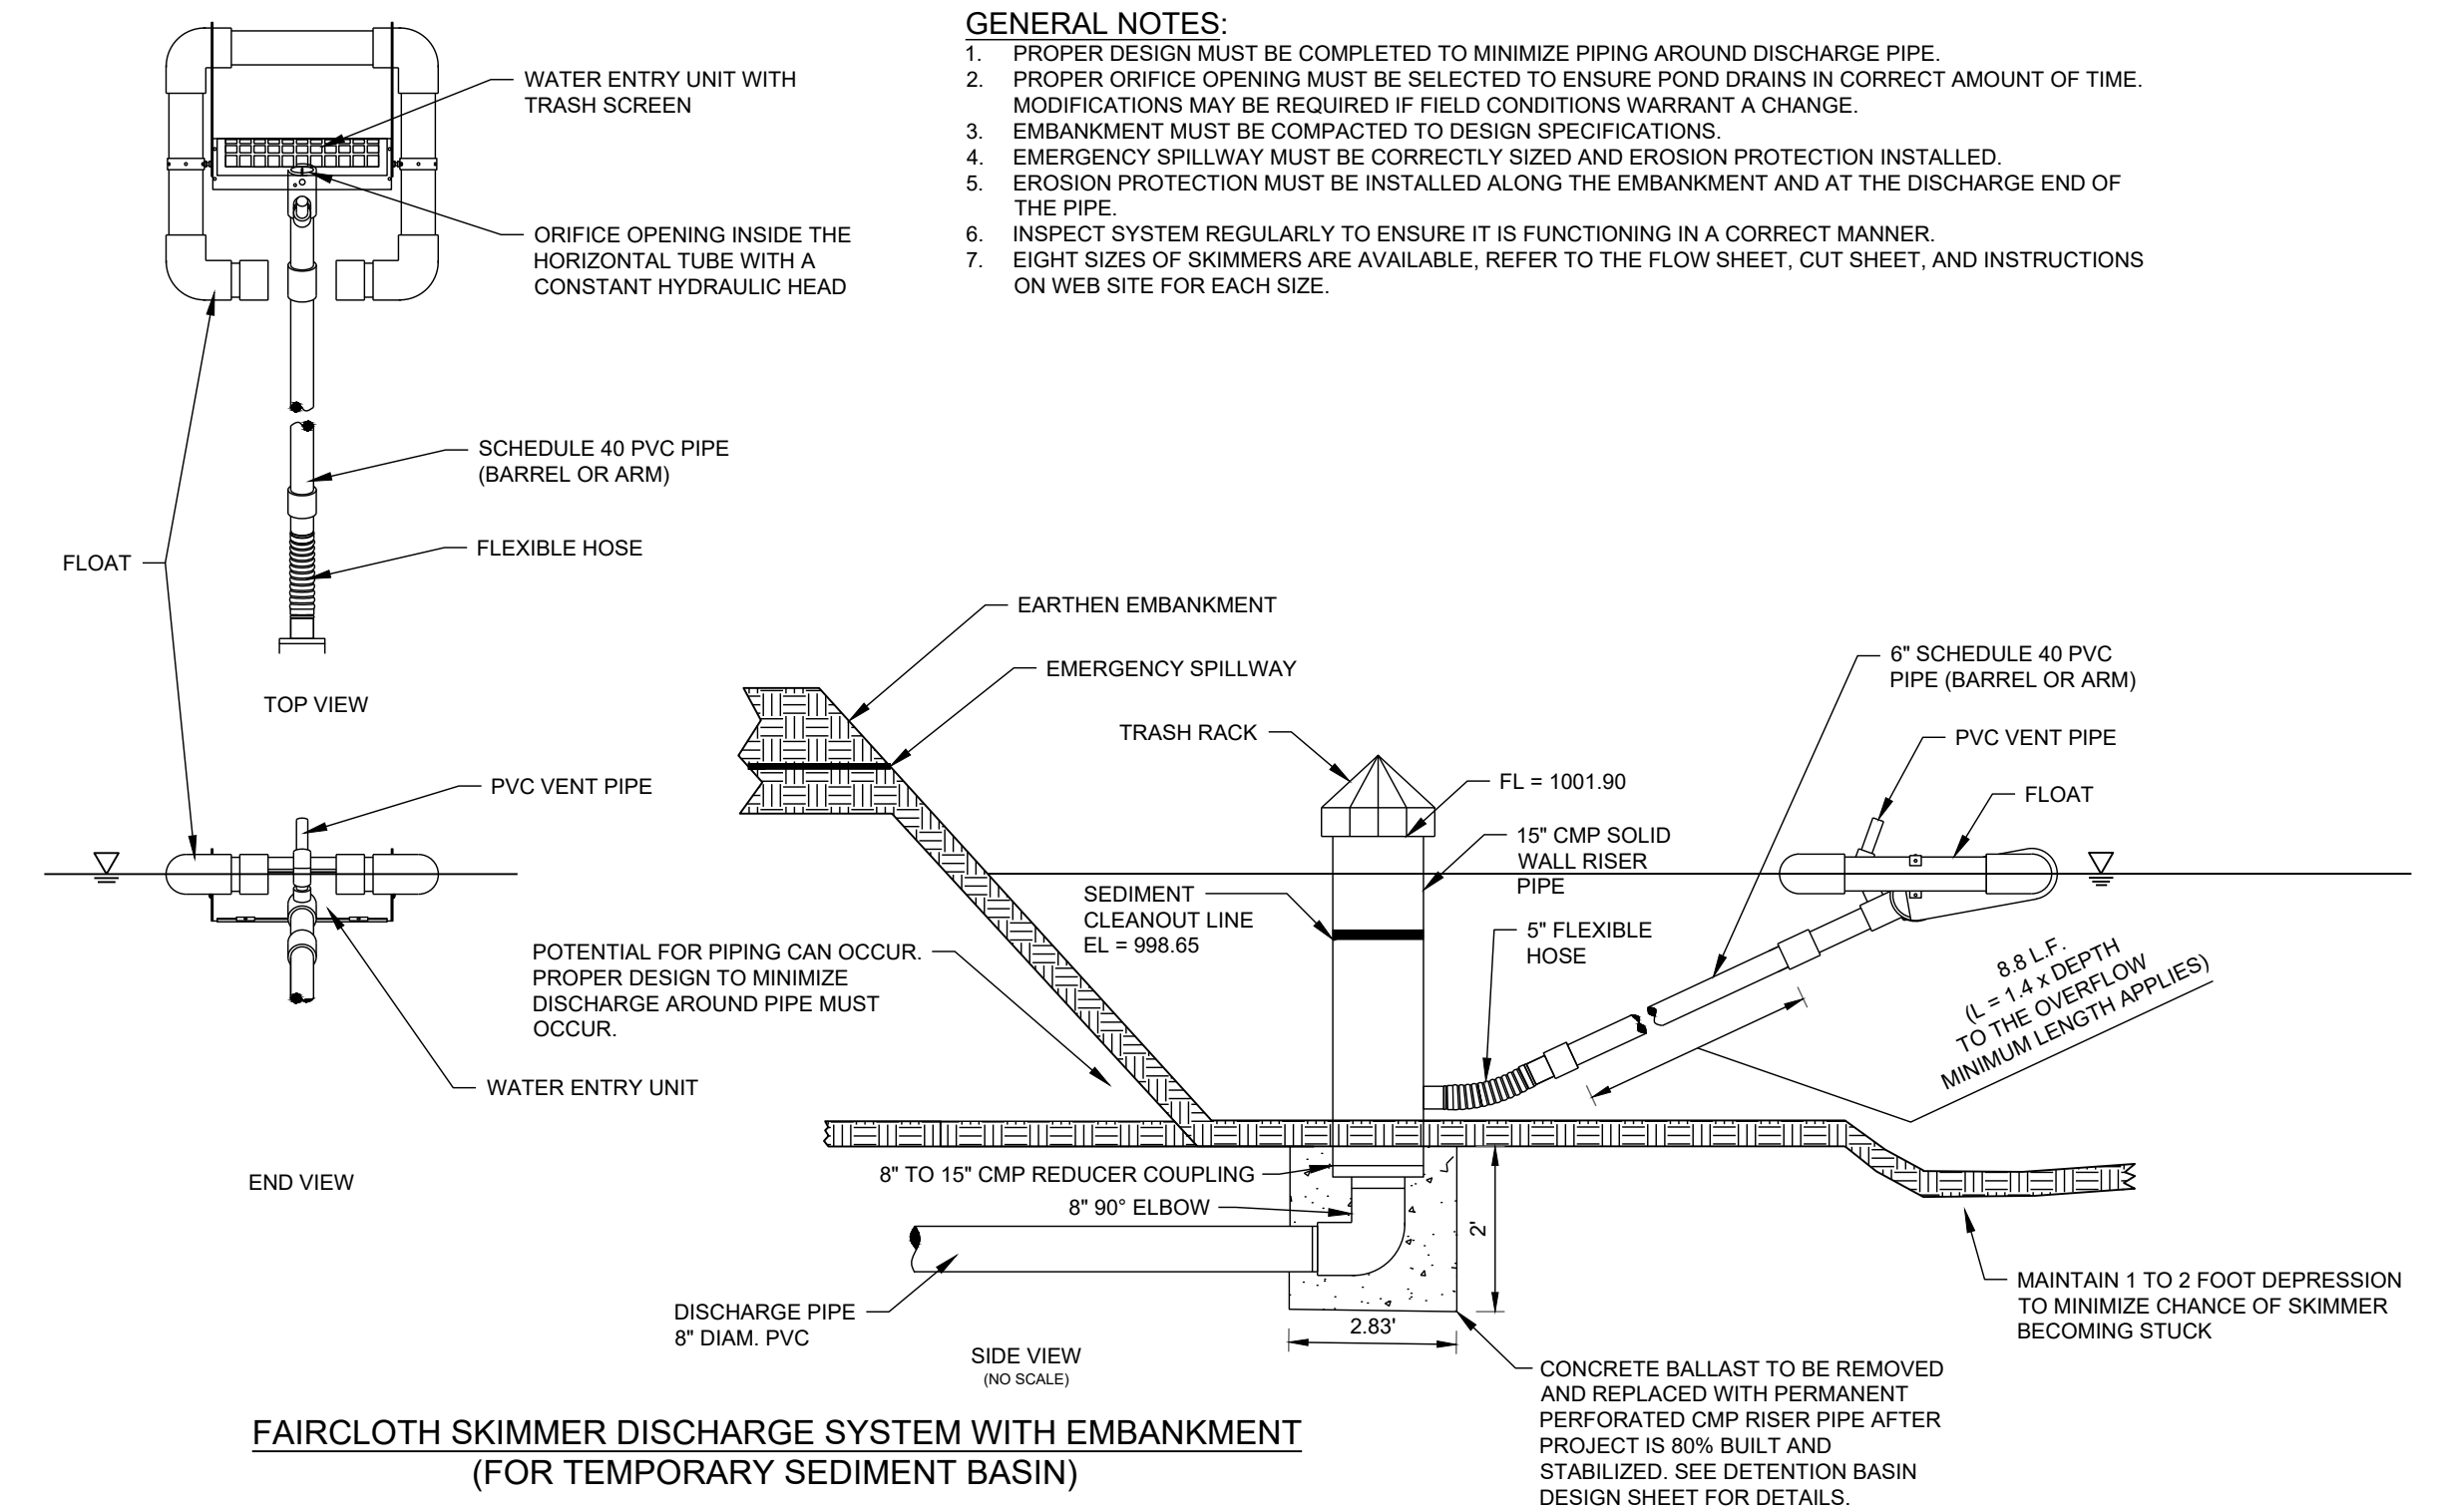 GENERAL NOTES:
1. PROPER DESIGN MUST BE COMPLETED TO MINIMIZE PIPING AROUND DISCHARGE PIPE.
2. PROPER ORIFICE OPENING MUST BE SELECTED TO ENSURE POND DRAINS IN CORRECT AMOUNT OF TIME.
MODIFICATIONS MAY BE REQUIRED IF FIELD CONDITIONS WARRANT A CHANGE.
3. EMBANKMENT MUST BE COMPACTED TO DESIGN SPECIFICATIONS.
4. EMERGENCY SPILLWAY MUST BE CORRECTLY SIZED AND EROSION PROTECTION INSTALLED.
5. EROSION PROTECTION MUST BE INSTALLED ALONG THE EMBANKMENT AND AT THE DISCHARGE END OF
THE PIPE.
6. INSPECT SYSTEM REGULARLY TO ENSURE IT IS FUNCTIONING IN A CORRECT MANNER.
7. EIGHT SIZES OF SKIMMERS ARE AVAILABLE, REFER TO THE FLOW SHEET, CUT SHEET, AND INSTRUCTIONS
ON WEB SITE FOR EACH SIZE.
WATER ENTRY UNIT WITH
TRASH SCREEN
ORIFICE OPENING INSIDE THE
HORIZONTAL TUBE WITH A
CONSTANT HYDRAULIC HEAD
SCHEDULE 40 PVC PIPE
(BARREL OR ARM)
FLEXIBLE HOSE
FLOAT
TOP VIEW
PVC VENT PIPE
WATER ENTRY UNIT
END VIEW
EARTHEN EMBANKMENT
EMERGENCY SPILLWAY
TRASH RACK
FL = 1001.90
15" CMP SOLID
WALL RISER
PIPE
SEDIMENT
CLEANOUT LINE
EL = 998.65
5" FLEXIBLE
HOSE
6" SCHEDULE 40 PVC
PIPE (BARREL OR ARM)
PVC VENT PIPE
FLOAT
8.8 L.F.
(L = 1.4 x DEPTH
TO THE OVERFLOW
MINIMUM LENGTH APPLIES)
POTENTIAL FOR PIPING CAN OCCUR.
PROPER DESIGN TO MINIMIZE
DISCHARGE AROUND PIPE MUST
OCCUR.
8" TO 15" CMP REDUCER COUPLING
8" 90° ELBOW
2'
2.83'
DISCHARGE PIPE
8" DIAM. PVC
MAINTAIN 1 TO 2 FOOT DEPRESSION
TO MINIMIZE CHANCE OF SKIMMER
BECOMING STUCK
CONCRETE BALLAST TO BE REMOVED
AND REPLACED WITH PERMANENT
PERFORATED CMP RISER PIPE AFTER
PROJECT IS 80% BUILT AND
STABILIZED. SEE DETENTION BASIN
DESIGN SHEET FOR DETAILS.
SIDE VIEW
(NO SCALE)
FAIRCLOTH SKIMMER DISCHARGE SYSTEM WITH EMBANKMENT
(FOR TEMPORARY SEDIMENT BASIN)